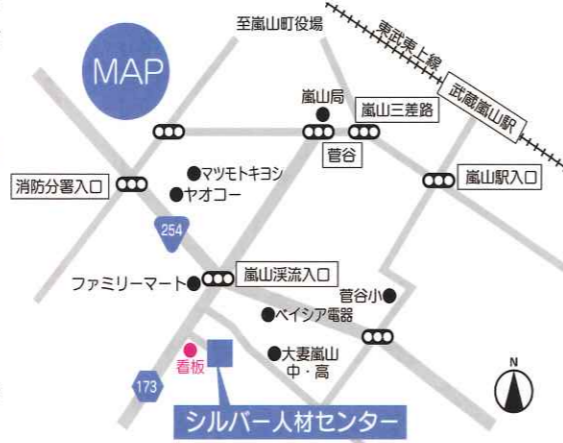 至嵐山町役場
東武東上線
MAP
武蔵嵐山駅
嵐山局
嵐山三差路
菅谷
マツモトキヨシ
嵐山駅入口
消防分署入口
ヤオコー
254
嵐山渓流入口
ファミリーマート
菅谷小
ベイシア電器
看板
大妻嵐山
中・高
N
173
シルバー人材センター